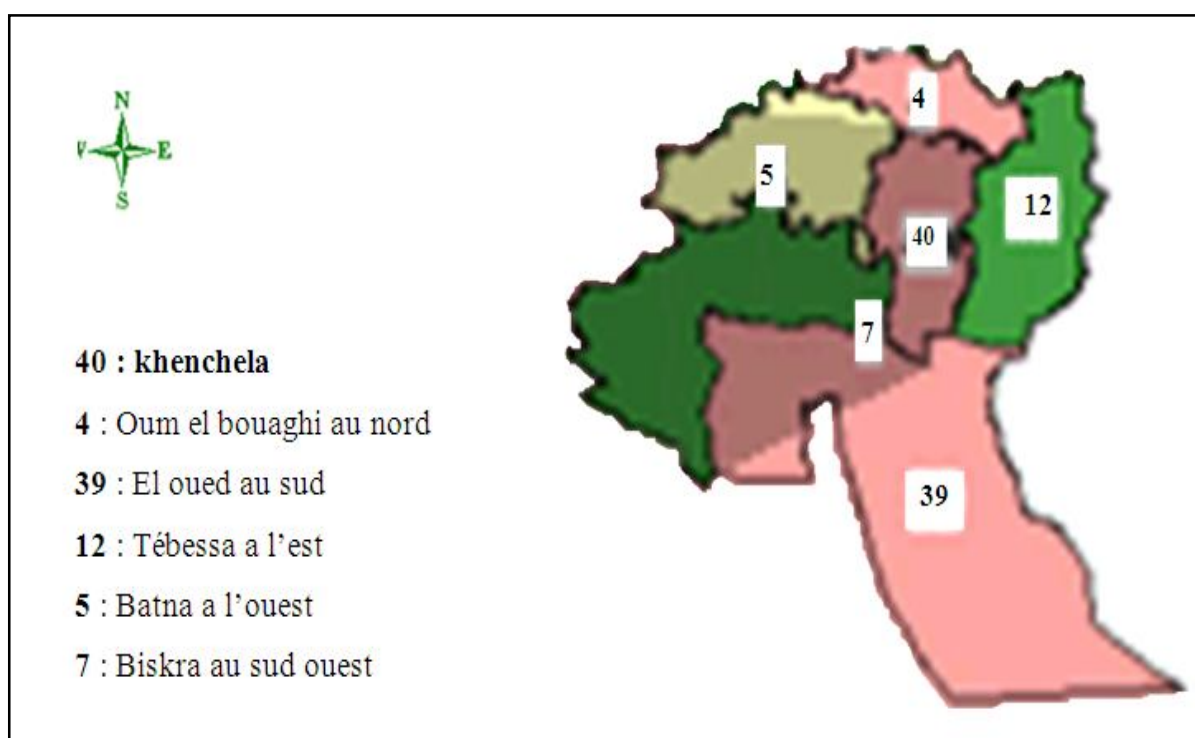 N
E
S
40 : khenchela
4 : Oum el bouaghi au nord
39 : El oued au sud
12 : Tébessa a l’est
5 : Batna a l’ouest
7 : Biskra au sud ouest
4
5
12
40
7
39